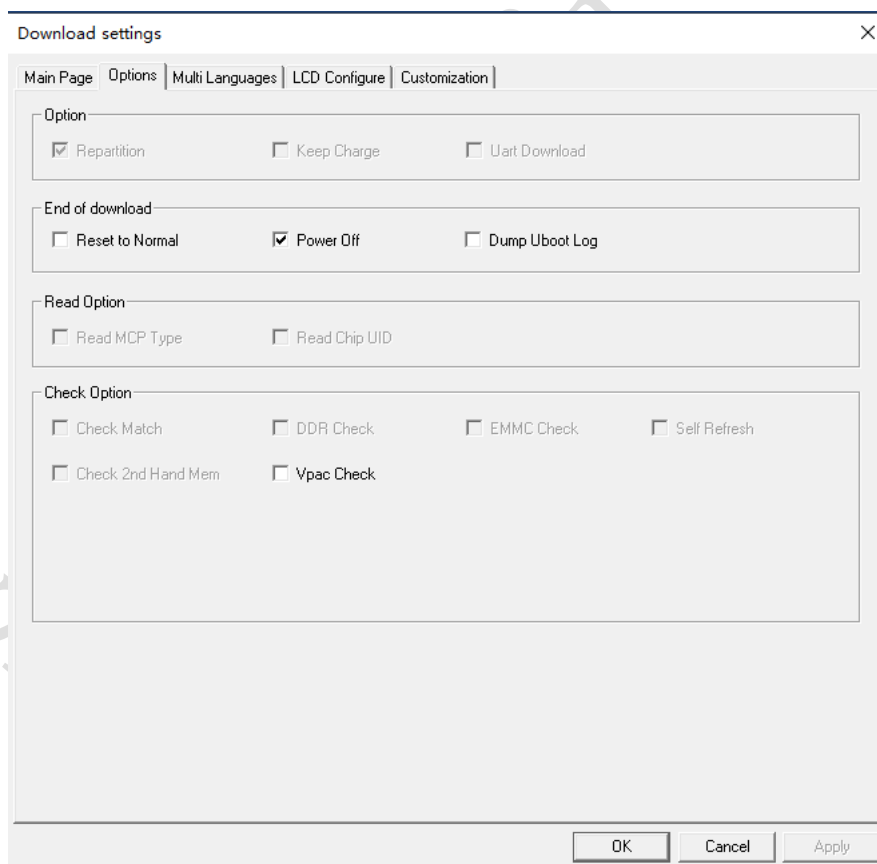 Download settings
Main Page Options Multi Languages LCD Configure Customization
Option
Repartition Keep Charge Uart Download
End of download
Reset to Normal Power Off Dump Uboot Log
Read Option
Read MCP Type Read Chip UID
Check Option
Check Match DDR Check EMMC Check Self Refresh
Check 2nd Hand Mem Vpac Check
OK Cancel Apply